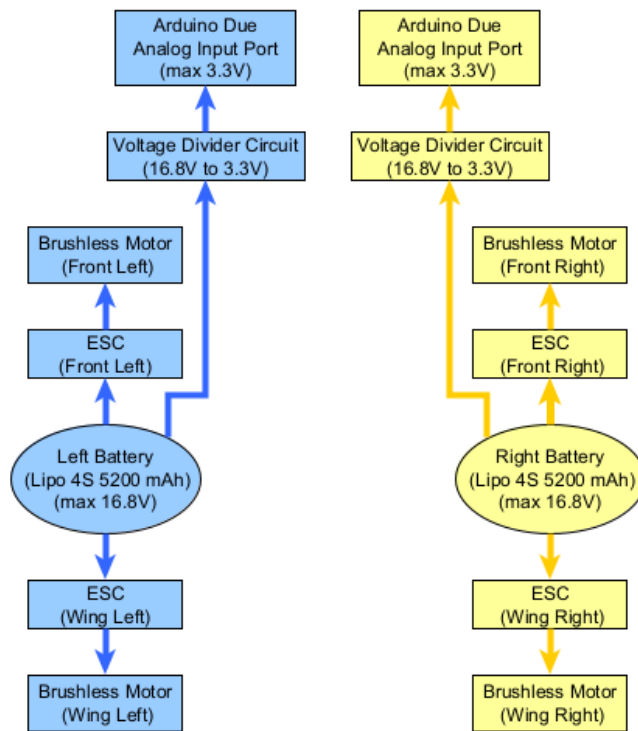 Arduino Due
Analog Input Port
(max 3.3V)
Voltage Divider Circuit
(16.8V to 3.3V)
Brushless Motor
(Front Left)
ESC
(Front Left)
Left Battery
(Lipo 4S 5200 mAh)
(max 16.8V)
ESC
(Wing Left)
Brushless Motor
(Wing Left)
Arduino Due
Analog Input Port
(max 3.3V)
Voltage Divider Circuit
(16.8V to 3.3V)
Brushless Motor
(Front Right)
ESC
(Front Right)
Right Battery
(Lipo 4S 5200 mAh)
(max 16.8V)
ESC
(Wing Right)
Brushless Motor
(Wing Right)